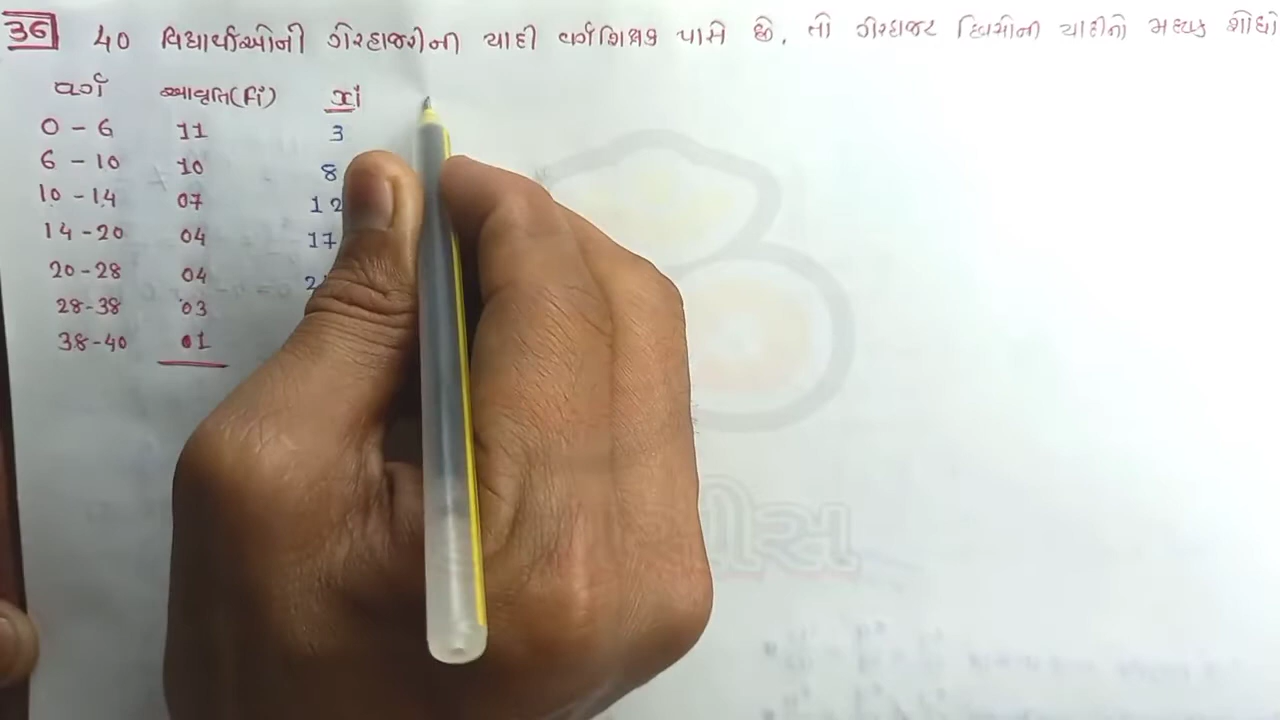 36 40 વિદ્યાર્થીઓની ગેરહાજરીની યાદી વર્ગશિક્ષક પાસે છે, તો ગેરહાજર દિવસોની યાદીનો મધ્યક શોધો
વર્ગ આવૃત્તિ(fi) xi
0 - 6 11 3
6 - 10 10 8
10 - 14 07 12
14 - 20 04 17
20 - 28 04
28 - 38 03
38 - 40 01